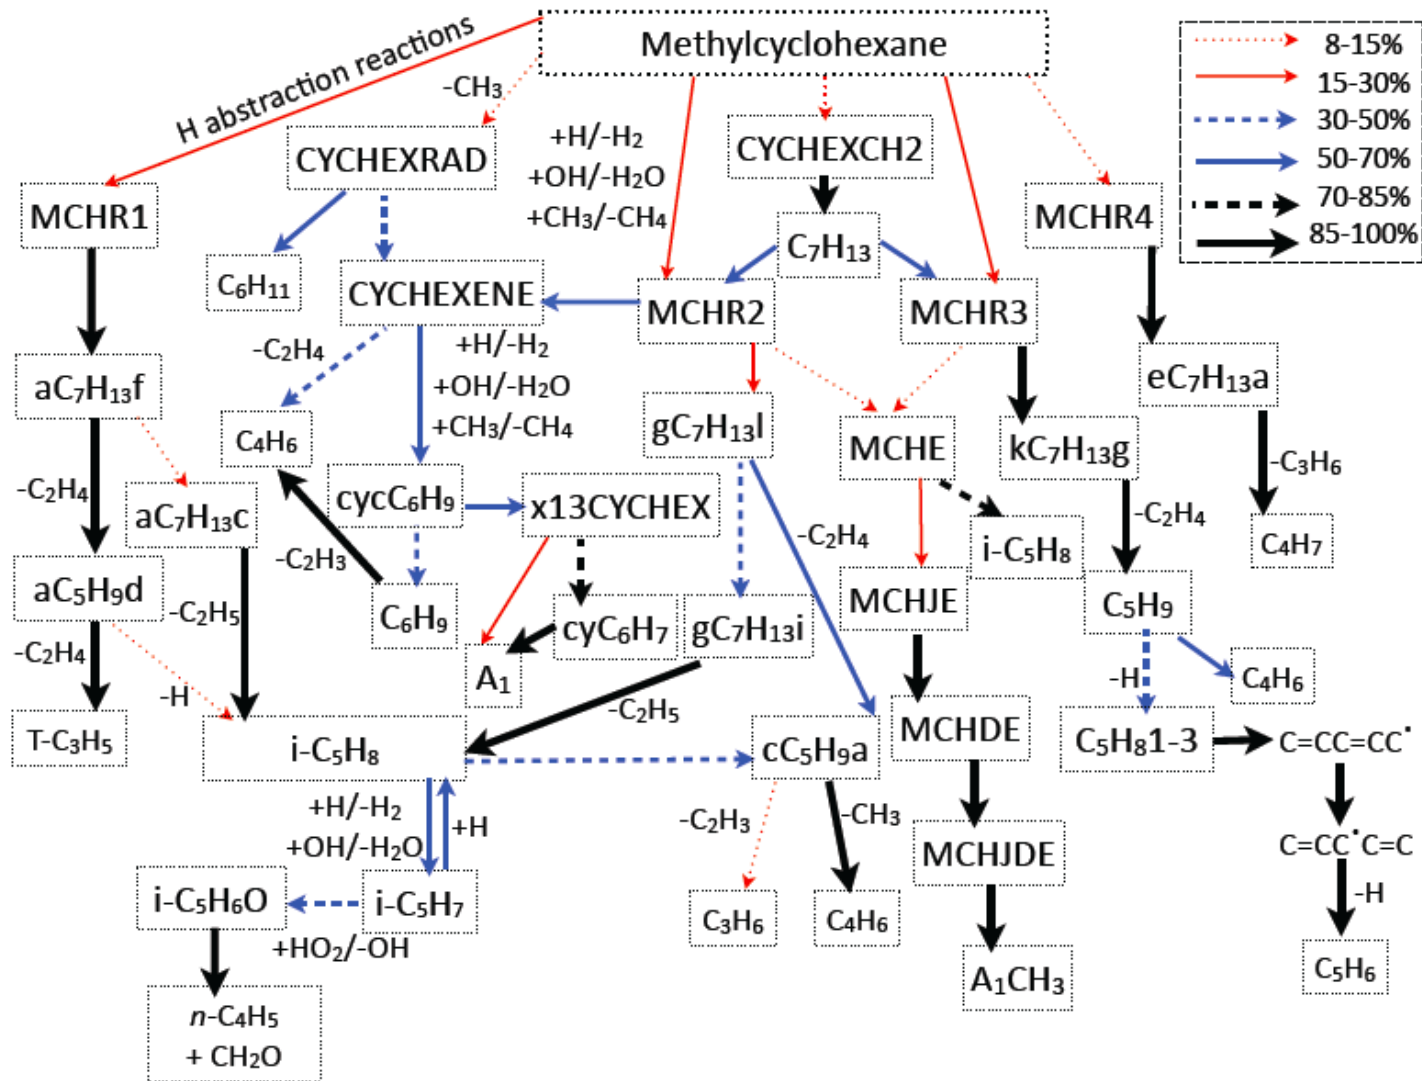 Methylcyclohexane
8-15%
15-30%
30-50%
50-70%
70-85%
85-100%
H abstraction reactions
-CH₃
CYCHEXRAD
+H/-H₂
+OH/-H₂O
+CH₃/-CH₄
CYCHEXCH2
MCHR1
MCHR4
C₇H₁₃
C₆H₁₁
CYCHEXENE
MCHR2
MCHR3
-C₂H₄
+H/-H₂
+OH/-H₂O
+CH₃/-CH₄
aC₇H₁₃f
eC₇H₁₃a
gC₇H₁₃l
C₄H₆
MCHE
kC₇H₁₃g
-C₃H₆
-C₂H₄
aC₇H₁₃c
cycC₆H₉
x13CYCHEX
-C₂H₄
-C₂H₄
i-C₅H₈
C₄H₇
-C₂H₃
aC₅H₉d
-C₂H₅
C₆H₉
cyC₆H₇
gC₇H₁₃i
MCHJE
C₅H₉
-C₂H₄
-H
A₁
-C₂H₅
-H
C₄H₆
T-C₃H₅
i-C₅H₈
cC₅H₉a
MCHDE
C₅H₈1-3
C=CC=CC˙
+H/-H₂
+OH/-H₂O
+H
-C₂H₃
-CH₃
MCHJDE
C=CC˙C=C
-H
i-C₅H₆O
i-C₅H₇
+HO₂/-OH
C₃H₆
C₄H₆
A₁CH₃
C₅H₆
n-C₄H₅
+ CH₂O